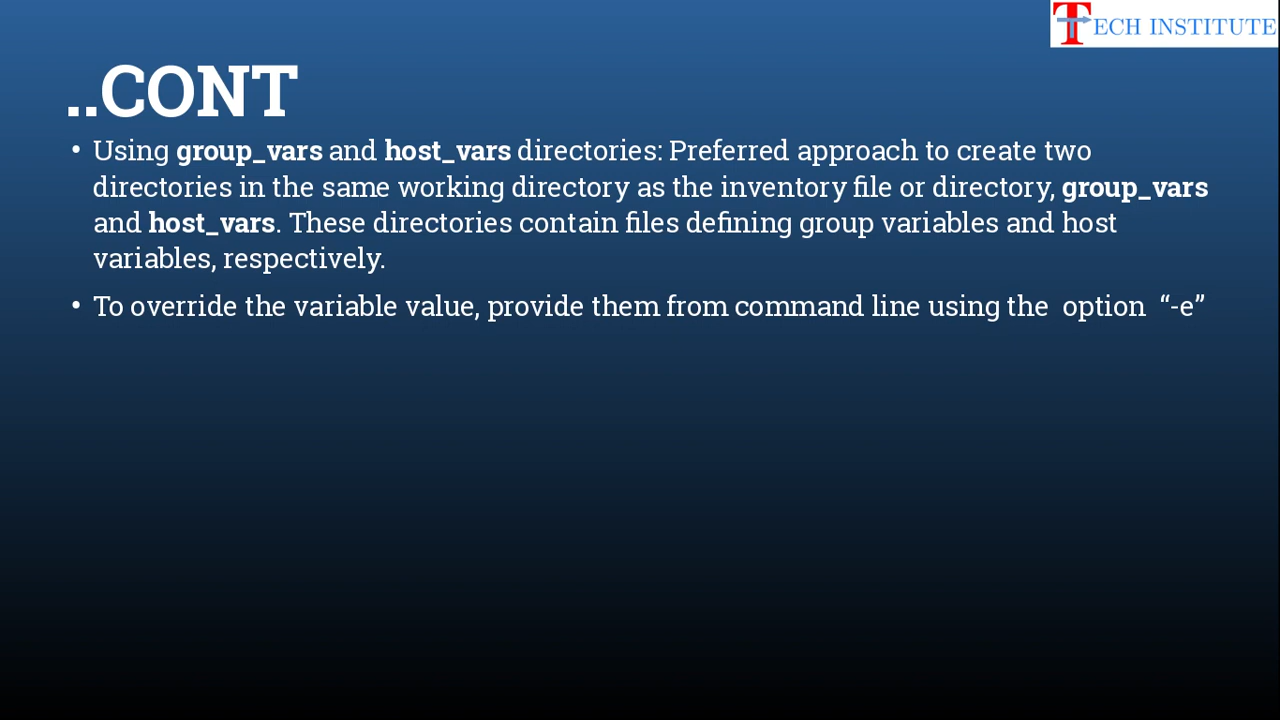 TECH INSTITUTE
..CONT
• Using group_vars and host_vars directories: Preferred approach to create two
directories in the same working directory as the inventory file or directory, group_vars
and host_vars. These directories contain files defining group variables and host
variables, respectively.
• To override the variable value, provide them from command line using the  option  “-e”